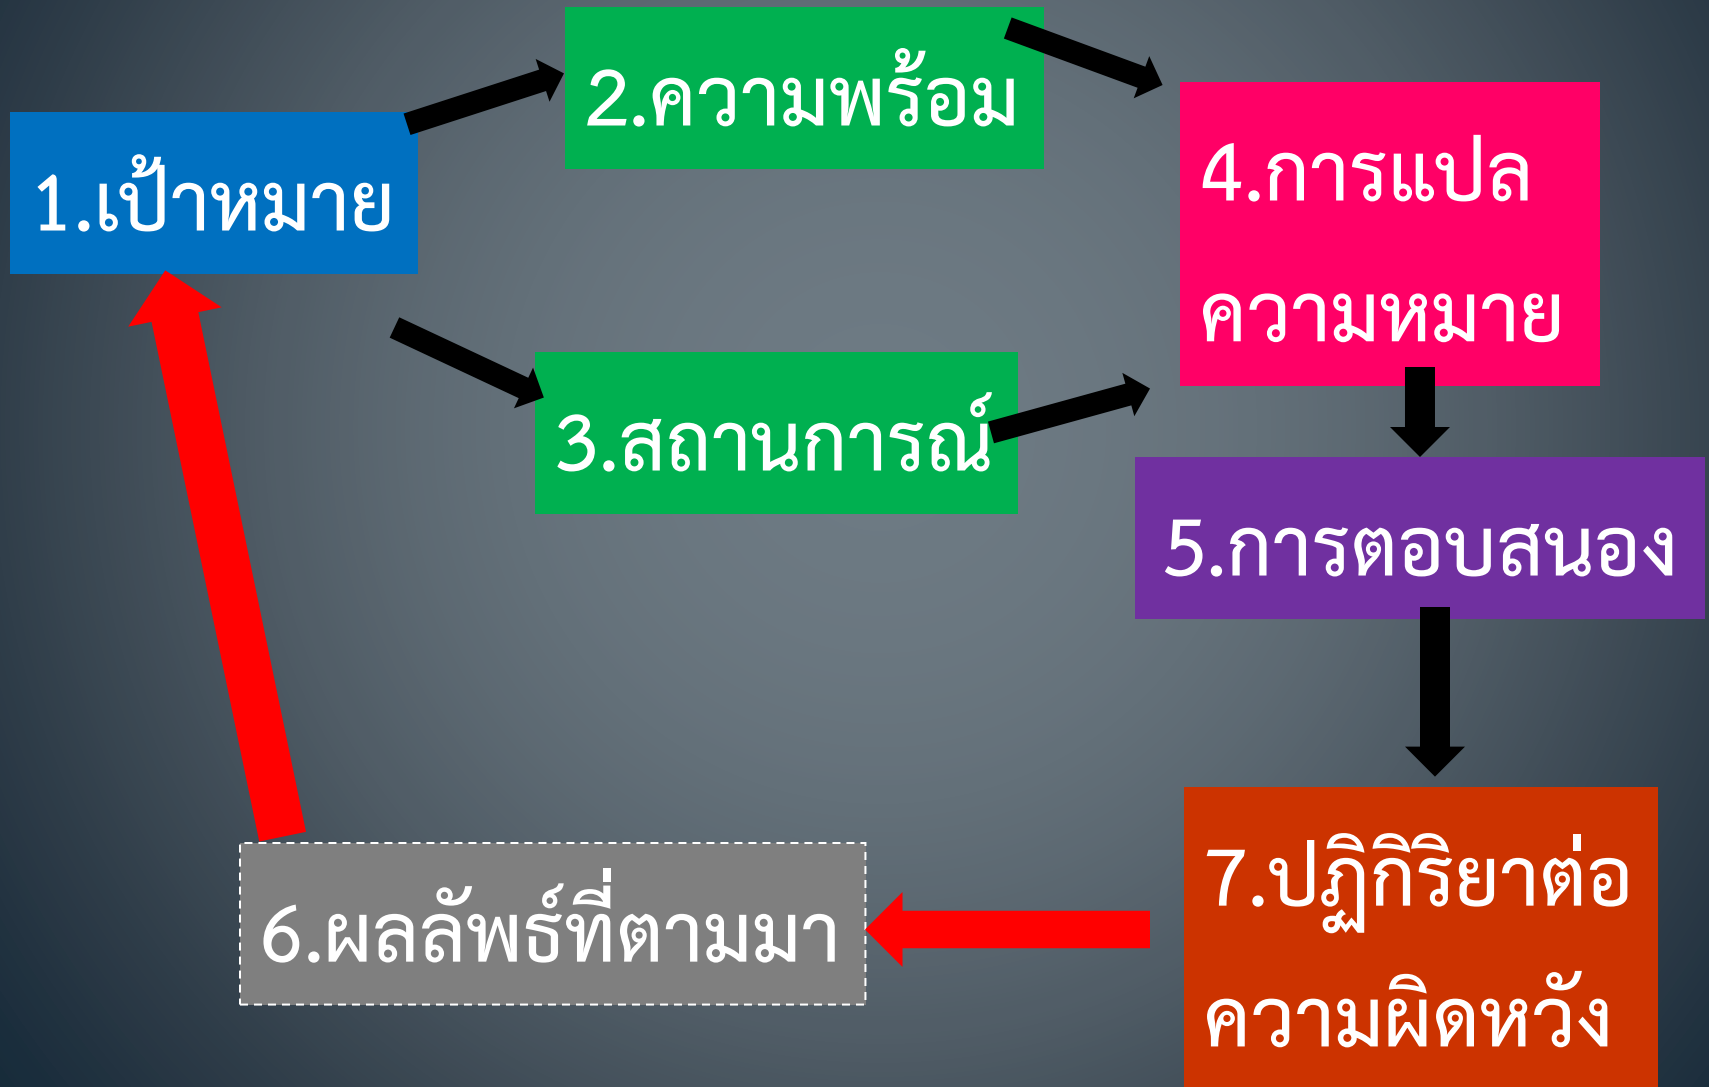 1.เป้าหมาย
2.ความพร้อม
3.สถานการณ์
4.การแปล
ความหมาย
5.การตอบสนอง
6.ผลลัพธ์ที่ตามมา
7.ปฏิกิริยาต่อ
ความผิดหวัง